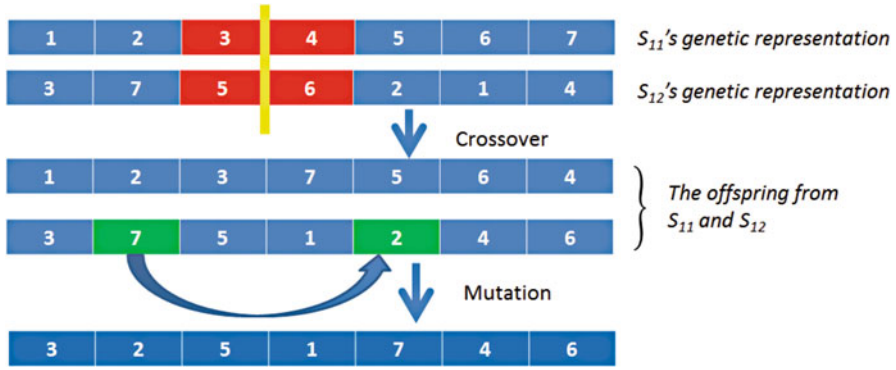 1 2 3 4 5 6 7 S11's genetic representation
3 7 5 6 2 1 4 S12's genetic representation
Crossover
1 2 3 7 5 6 4
The offspring from
S11 and S12
3 7 5 1 2 4 6
Mutation
3 2 5 1 7 4 6